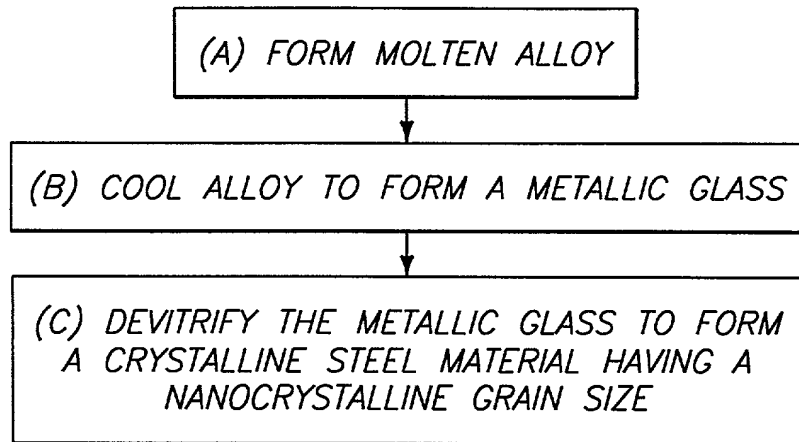 (A) FORM MOLTEN ALLOY
(B) COOL ALLOY TO FORM A METALLIC GLASS
(C) DEVITRIFY THE METALLIC GLASS TO FORM
A CRYSTALLINE STEEL MATERIAL HAVING A
NANOCRYSTALLINE GRAIN SIZE